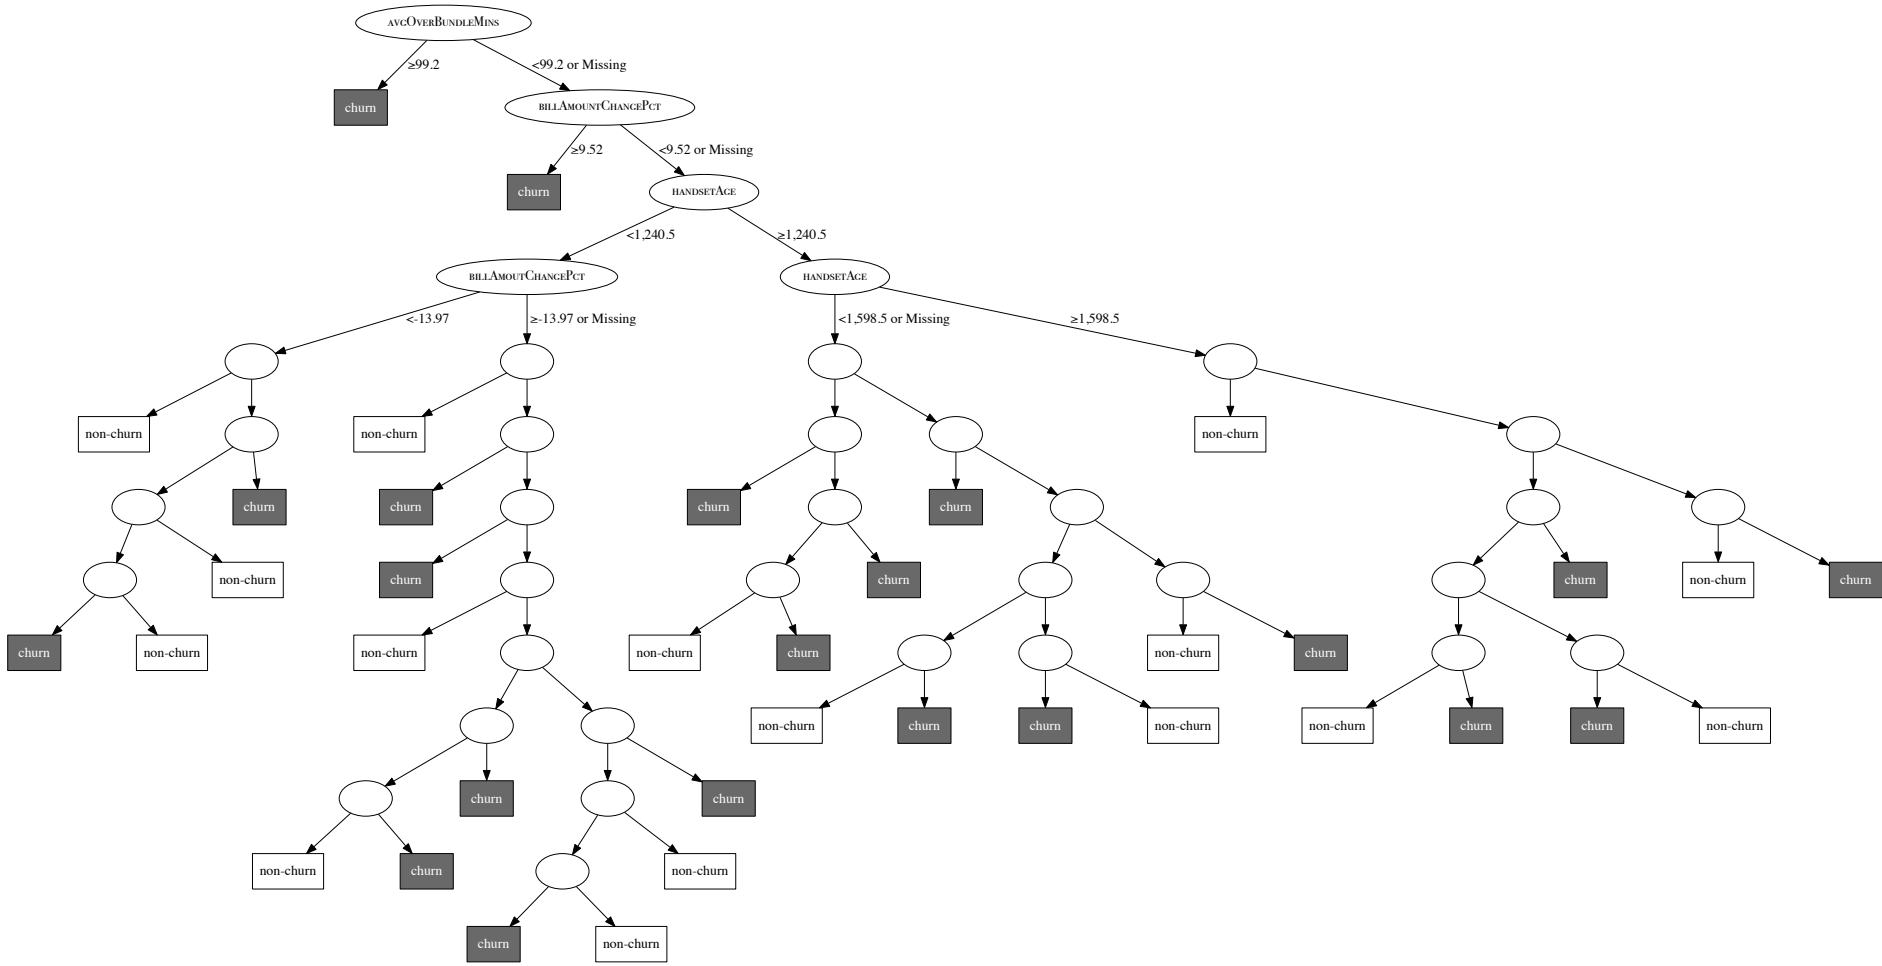 AVGOVERBUNDLEMINS
≥99.2
<99.2 or Missing
churn
BILLAMOUNTCHANGEPCT
≥9.52
<9.52 or Missing
churn
HANDSETAGE
<1,240.5
≥1,240.5
BILLAMOUTCHANGEPCT
HANDSETAGE
<-13.97
≥-13.97 or Missing
<1,598.5 or Missing
≥1,598.5
non-churn
non-churn
non-churn
churn
churn
churn
churn
non-churn
churn
churn
churn
non-churn
churn
churn
non-churn
non-churn
non-churn
churn
non-churn
churn
non-churn
churn
churn
non-churn
non-churn
churn
churn
non-churn
churn
churn
non-churn
churn
non-churn
churn
non-churn